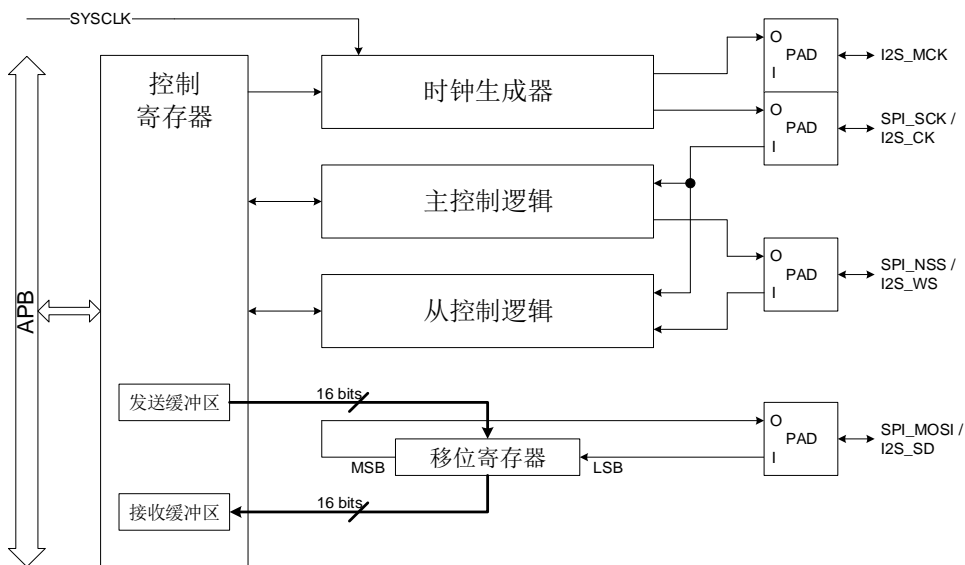 SYSCLK
APB
控制
寄存器
时钟生成器
主控制逻辑
从控制逻辑
发送缓冲区
16 bits
移位寄存器
MSB
LSB
接收缓冲区
16 bits
O
PAD
I
I2S_MCK
O
PAD
I
SPI_SCK /
I2S_CK
O
PAD
I
SPI_NSS /
I2S_WS
O
PAD
I
SPI_MOSI /
I2S_SD